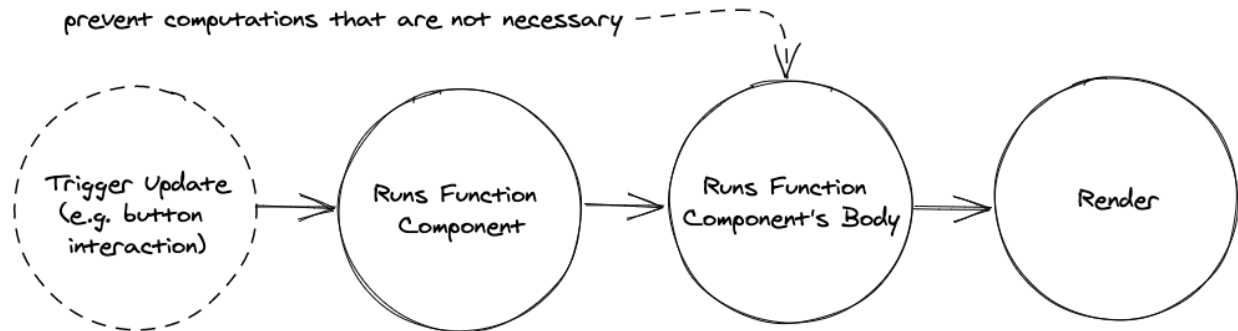 prevent computations that are not necessary
Trigger Update
(e.g. button
interaction)
Runs Function
Component
Runs Function
Component's Body
Render